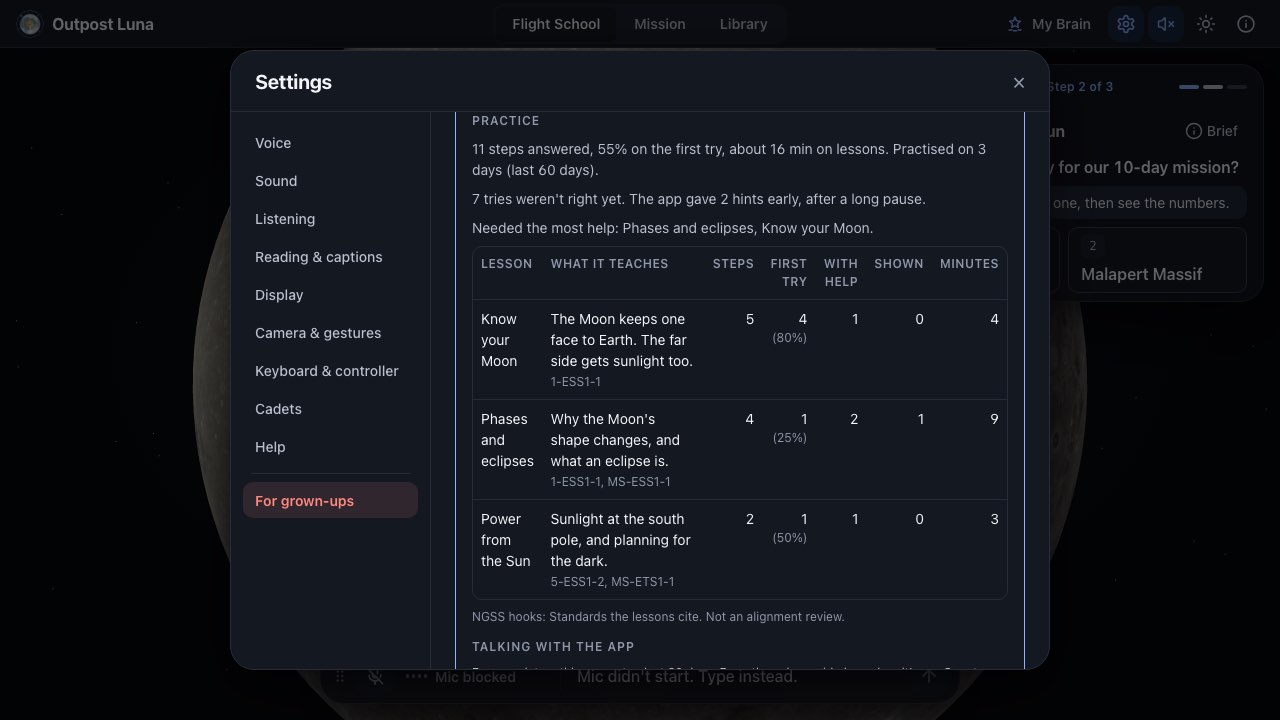 Outpost Luna
Flight School
Mission
Library
My Brain
Settings
Step 2 of 3
Brief
for our 10-day mission?
one, then see the numbers.
2
Malapert Massif
Voice
Sound
Listening
Reading & captions
Display
Camera & gestures
Keyboard & controller
Cadets
Help
For grown-ups
PRACTICE
11 steps answered, 55% on the first try, about 16 min on lessons. Practised on 3
days (last 60 days).
7 tries weren't right yet. The app gave 2 hints early, after a long pause.
Needed the most help: Phases and eclipses, Know your Moon.
LESSON WHAT IT TEACHES STEPS FIRST TRY WITH HELP SHOWN MINUTES
Know your Moon
The Moon keeps one
face to Earth. The far
side gets sunlight too.
1-ESS1-1
5 4 (80%) 1 0 4
Phases and eclipses
Why the Moon's
shape changes, and
what an eclipse is.
1-ESS1-1, MS-ESS1-1
4 1 (25%) 2 1 9
Power from the Sun
Sunlight at the south
pole, and planning for
the dark.
5-ESS1-2, MS-ETS1-1
2 1 (50%) 1 0 3
NGSS hooks: Standards the lessons cite. Not an alignment review.
TALKING WITH THE APP
Mic blocked
Mic didn't start. Type instead.